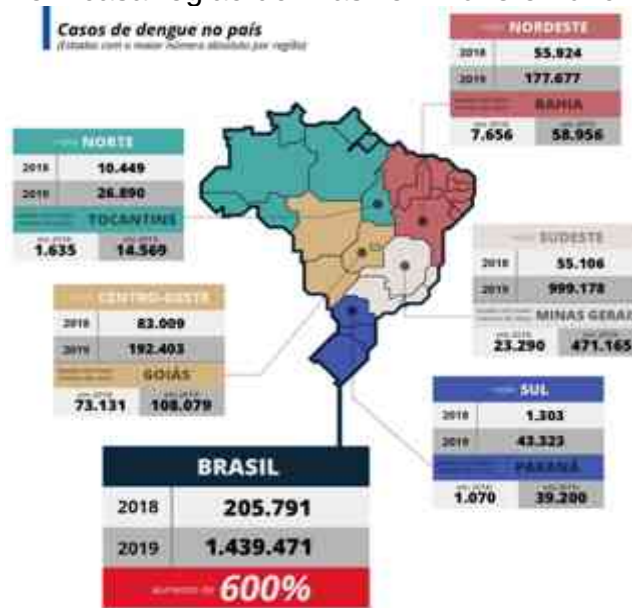 Casos de dengue no país
(Estados com o maior número absoluto por região)
NORDESTE
2018 55.924
2019 177.677
BAHIA
7.656 58.956
NORTE
2018 10.449
2019 26.890
TOCANTINS
1.635 14.569
SUDESTE
2018 55.106
2019 999.178
MINAS GERAIS
23.290 471.165
CENTRO-OESTE
2018 83.009
2019 192.403
GOIÁS
73.131 108.079
SUL
2018 1.303
2019 43.323
PARANÁ
1.070 39.200
BRASIL
2018 205.791
2019 1.439.471
aumento de 600%